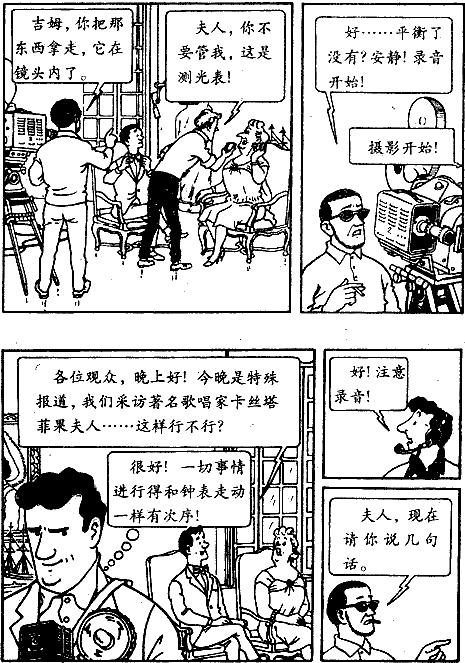 吉姆，你把那
东西拿走，它在
镜头内了。
夫人，你不
要管我，这是
测光表！
好……平衡了
没有？安静！录音
开始！
摄影开始！
各位观众，晚上好！今晚是特殊
报道，我们采访著名歌唱家卡丝塔
菲果夫人……这样行不行？
很好！一切事情
进行得和钟表走动
一样有次序！
好！注意
录音！
夫人，现在
请你说几句
话。